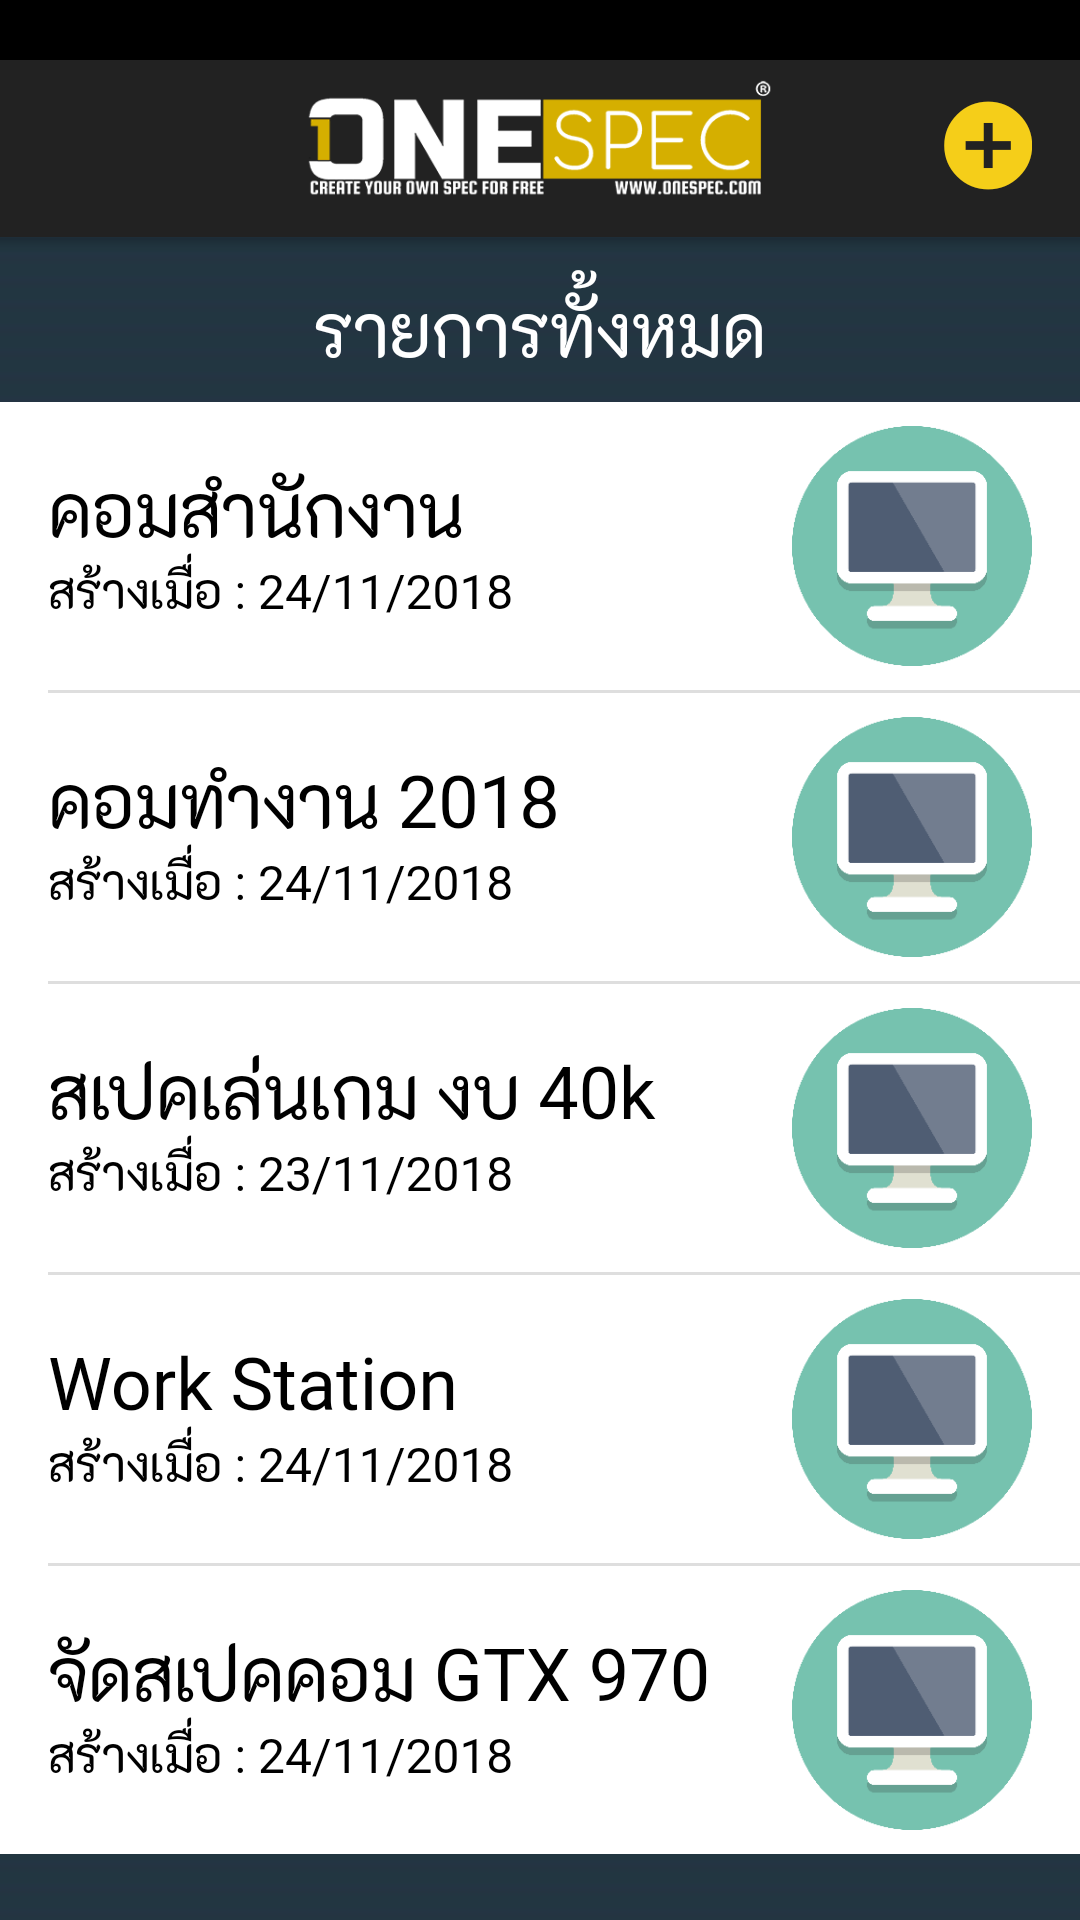 1ONESPEC®
CREATE YOUR OWN SPEC FOR FREE WWW.ONESPEC.COM
รายการทั้งหมด
คอมสำนักงาน
สร้างเมื่อ : 24/11/2018
คอมทำงาน 2018
สร้างเมื่อ : 24/11/2018
สเปคเล่นเกม งบ 40k
สร้างเมื่อ : 23/11/2018
Work Station
สร้างเมื่อ : 24/11/2018
จัดสเปคคอม GTX 970
สร้างเมื่อ : 24/11/2018